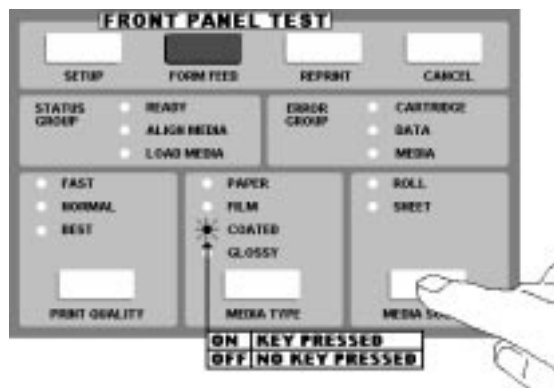 FRONT PANEL TEST
SETUP
FORM FEED
REPRINT
CANCEL
STATUS
GROUP
READY
ALIGN MEDIA
LOAD MEDIA
ERROR
GROUP
CARTRIDGE
DATA
MEDIA
FAST
NORMAL
BEST
PRINT QUALITY
PAPER
FILM
COATED
GLOSSY
MEDIA TYPE
ROLL
SHEET
MEDIA
ON KEY PRESSED
OFF NO KEY PRESSED